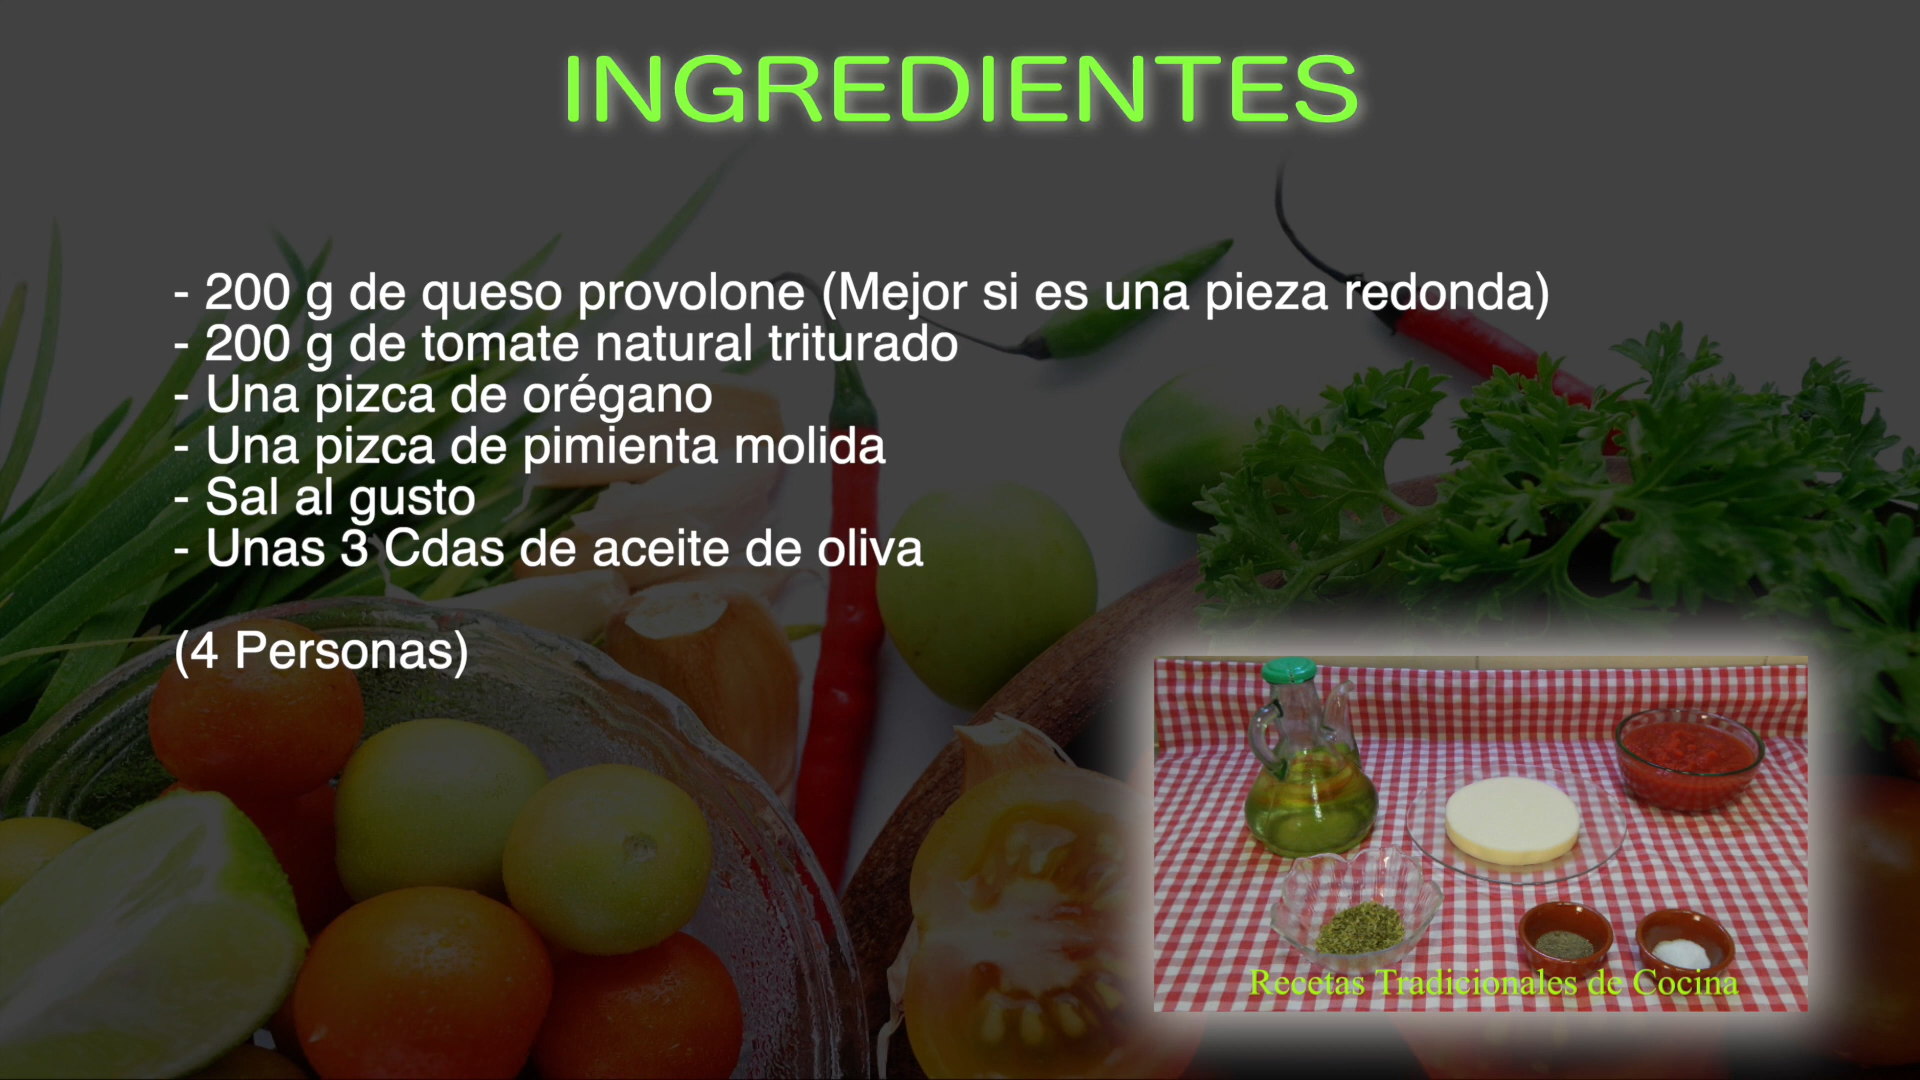 INGREDIENTES
- 200 g de queso provolone (Mejor si es una pieza redonda)
- 200 g de tomate natural triturado
- Una pizca de orégano
- Una pizca de pimienta molida
- Sal al gusto
- Unas 3 Cdas de aceite de oliva
(4 Personas)
Recetas Tradicionales de Cocina